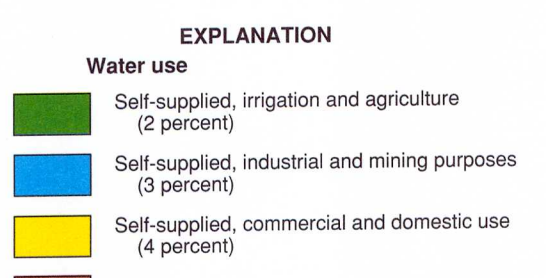 EXPLANATION
Water use
Self-supplied, irrigation and agriculture
(2 percent)
Self-supplied, industrial and mining purposes
(3 percent)
Self-supplied, commercial and domestic use
(4 percent)